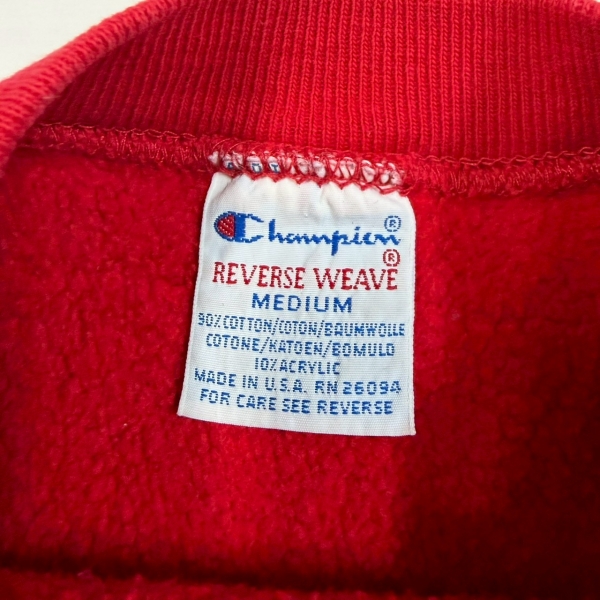 Champion®
®
REVERSE WEAVE
MEDIUM
90% COTTON/COTON/BAUMWOLLE
COTONE/KATOEN/BOMULD
10% ACRYLIC
MADE IN U.S.A. RN 26094
FOR CARE SEE REVERSE